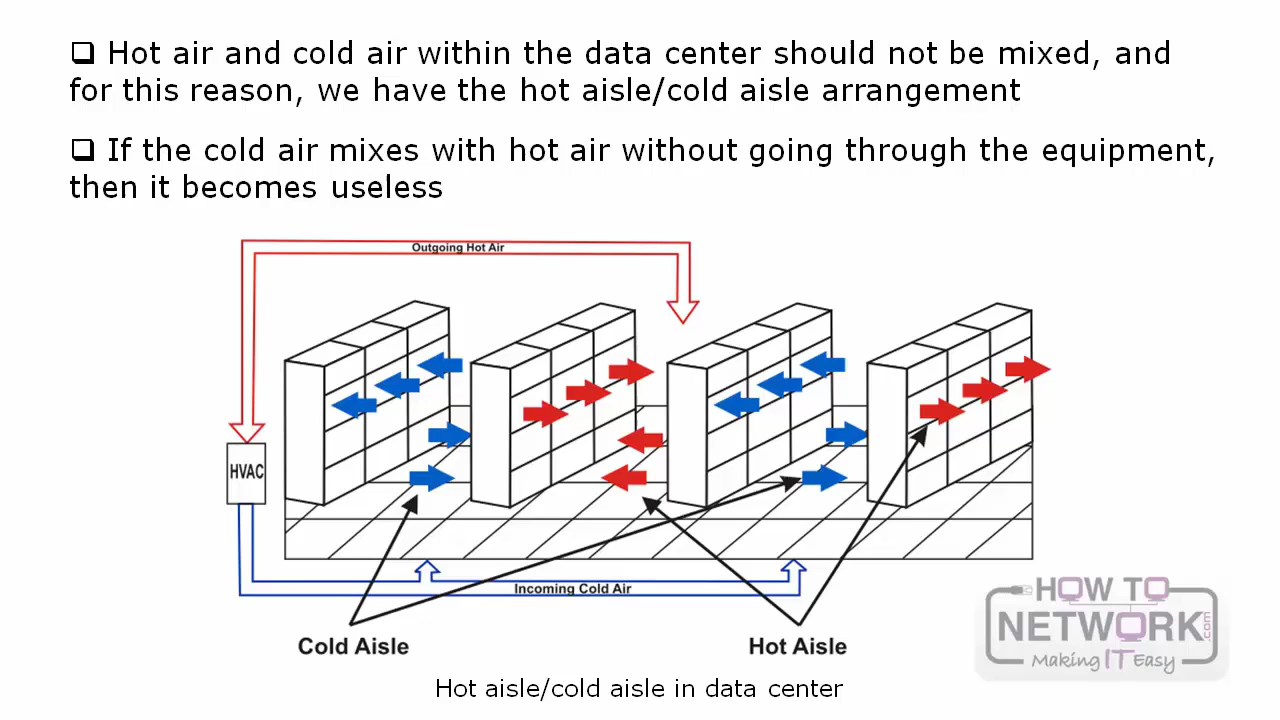 ❑ Hot air and cold air within the data center should not be mixed, and
for this reason, we have the hot aisle/cold aisle arrangement
❑ If the cold air mixes with hot air without going through the equipment,
then it becomes useless
Outgoing Hot Air
HVAC
Incoming Cold Air
Cold Aisle
Hot Aisle
HOW TO
NETWORK.com
Making IT Easy
Hot aisle/cold aisle in data center